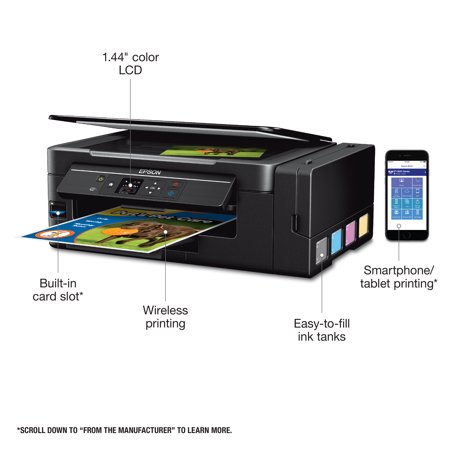 1.44" color
LCD
EPSON
Built-in
card slot*
Wireless
printing
Easy-to-fill
ink tanks
Smartphone/
tablet printing*
*SCROLL DOWN TO “FROM THE MANUFACTURER” TO LEARN MORE.